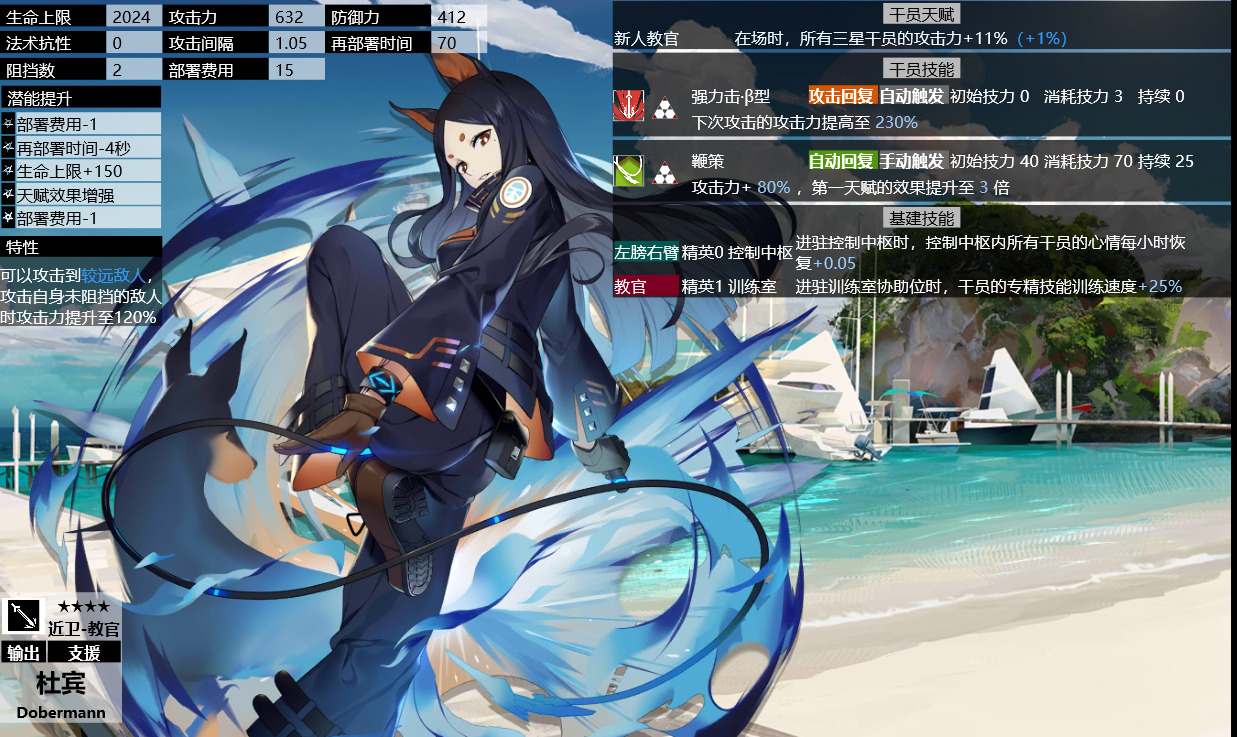 生命上限 2024 攻击力 632 防御力 412
法术抗性 0 攻击间隔 1.05 再部署时间 70
阻挡数 2 部署费用 15
潜能提升
部署费用-1
再部署时间-4秒
生命上限+150
天赋效果增强
部署费用-1
特性
可以攻击到较远敌人，
攻击自身未阻挡的敌人
时攻击力提升至120%
干员天赋
新人教官 在场时，所有三星干员的攻击力+11%（+1%）
干员技能
强力击·β型 攻击回复 自动触发 初始技力 0 消耗技力 3 持续 0
下次攻击的攻击力提高至 230%
鞭策 自动回复 手动触发 初始技力 40 消耗技力 70 持续 25
攻击力+ 80% ，第一天赋的效果提升至 3 倍
基建技能
左膀右臂 精英0 控制中枢 进驻控制中枢时，控制中枢内所有干员的心情每小时恢
复+0.05
教官 精英1 训练室 进驻训练室协助位时，干员的专精技能训练速度+25%
★★★★
近卫-教官
输出 支援
杜宾
Dobermann